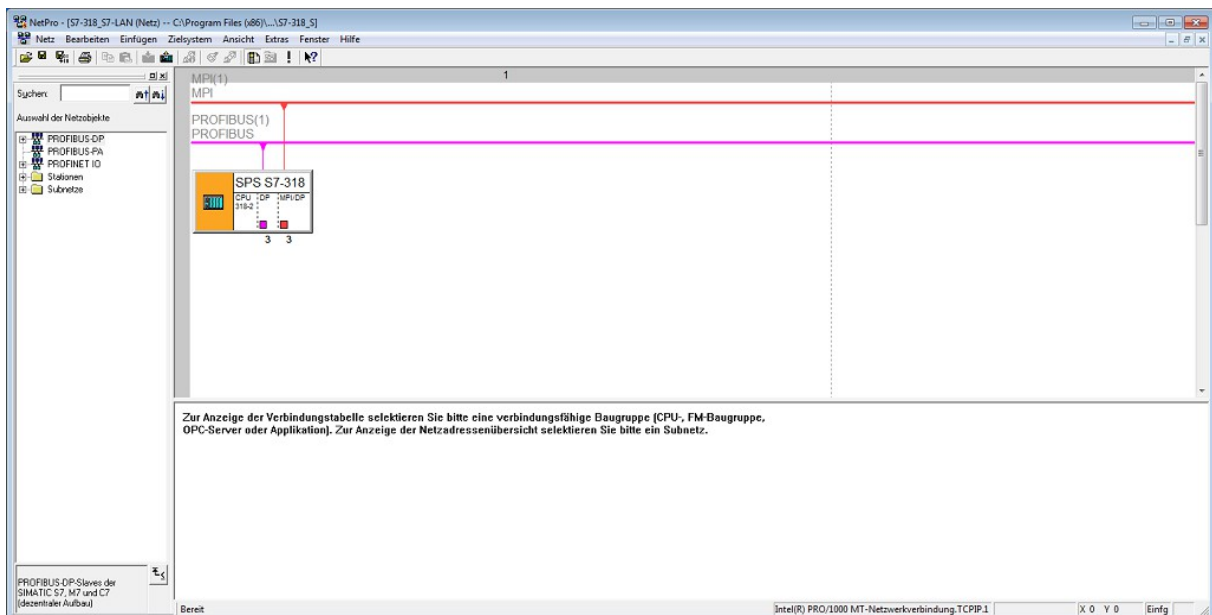 NetPro - [S7-318_S7-LAN (Netz) -- C:\Program Files (x86)\...\S7-318_S]
Netz Bearbeiten Einfügen Zielsystem Ansicht Extras Fenster Hilfe
Suchen:
Auswahl der Netzobjekte
PROFIBUS-DP
PROFIBUS-PA
PROFINET IO
Stationen
Subnetze
1
MPI(1)
MPI
PROFIBUS(1)
PROFIBUS
SPS S7-318
CPU 318-2
DP
MPI/DP
3 3
Zur Anzeige der Verbindungstabelle selektieren Sie bitte eine verbindungsfähige Baugruppe (CPU-, FM-Baugruppe,
OPC-Server oder Applikation). Zur Anzeige der Netzadressenübersicht selektieren Sie bitte ein Subnetz.
PROFIBUS-DP-Slaves der
SIMATIC S7, M7 und C7
(dezentraler Aufbau)
Bereit
Intel(R) PRO/1000 MT-Netzwerkverbindung.TCPIP.1
X 0 Y 0
Einfg